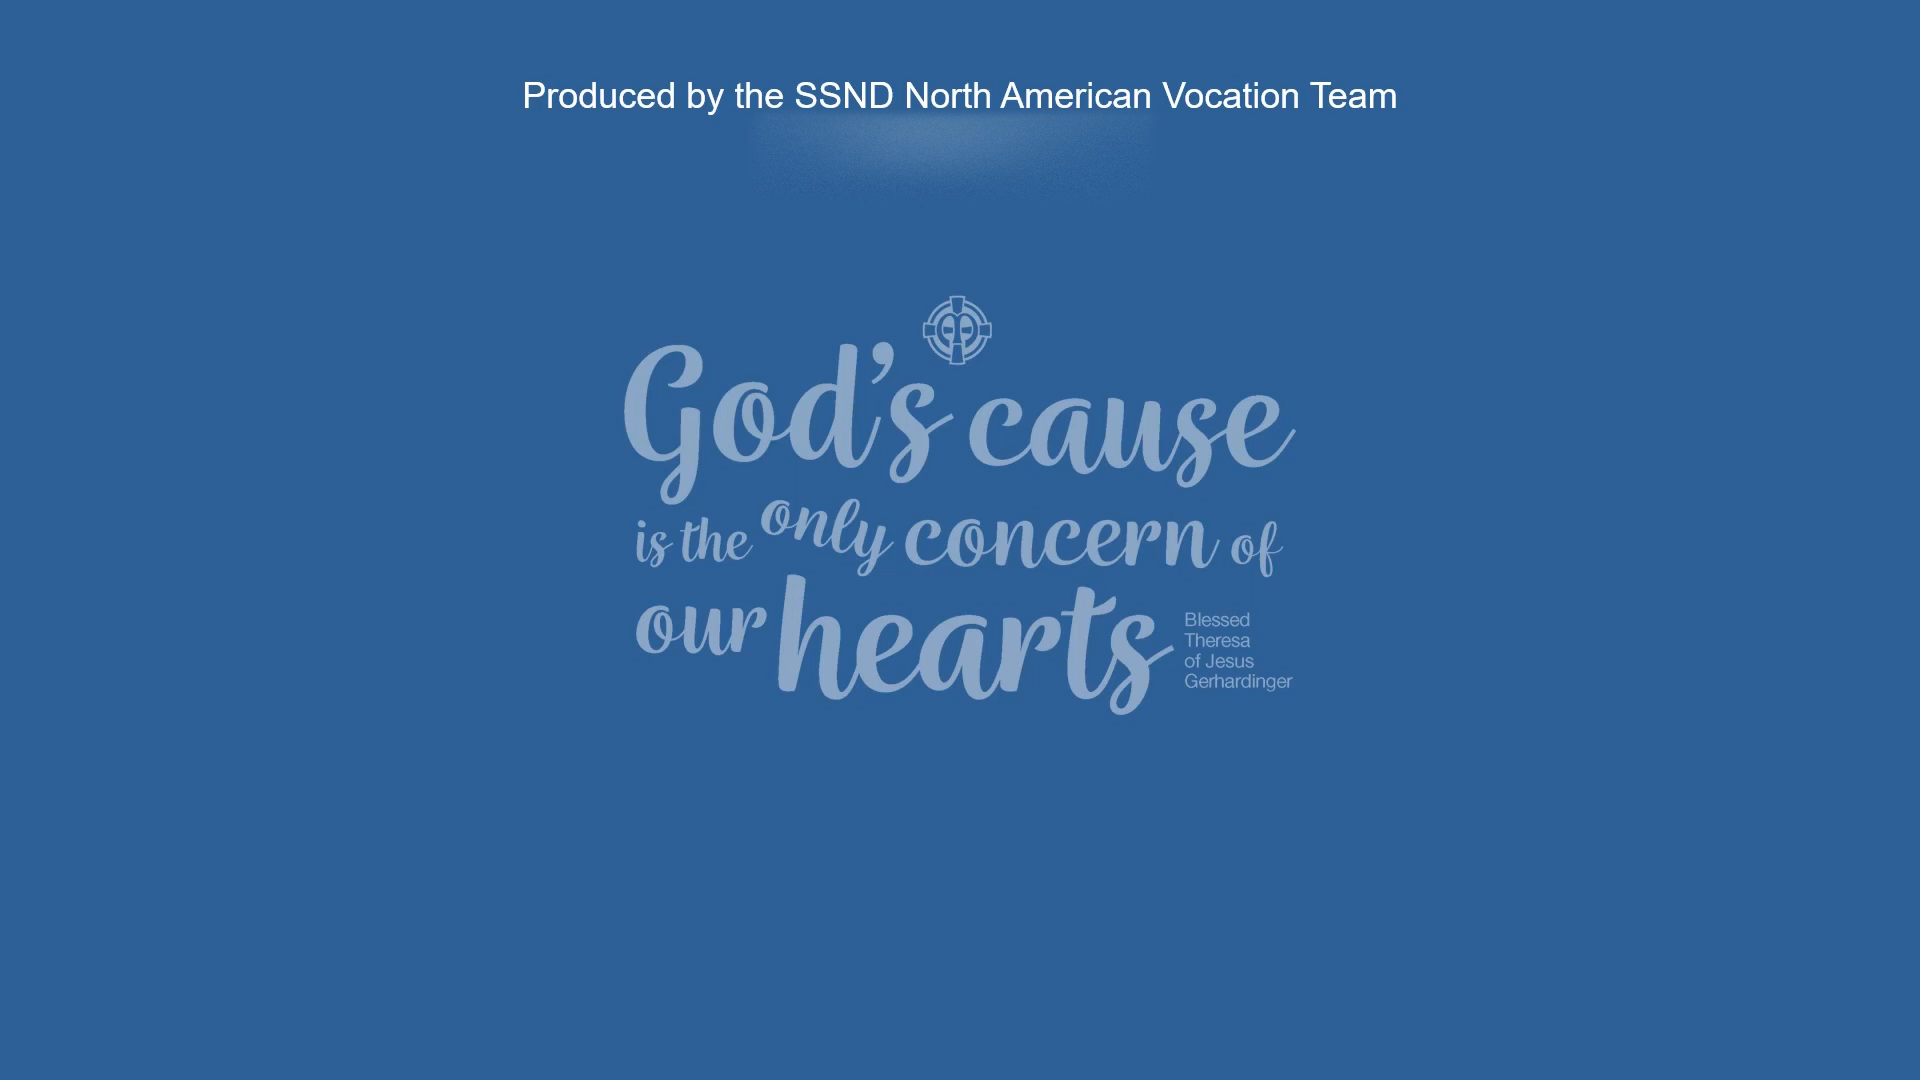 Produced by the SSND North American Vocation Team
God's cause
is the only concern of
our hearts
Blessed
Theresa
of Jesus
Gerhardinger